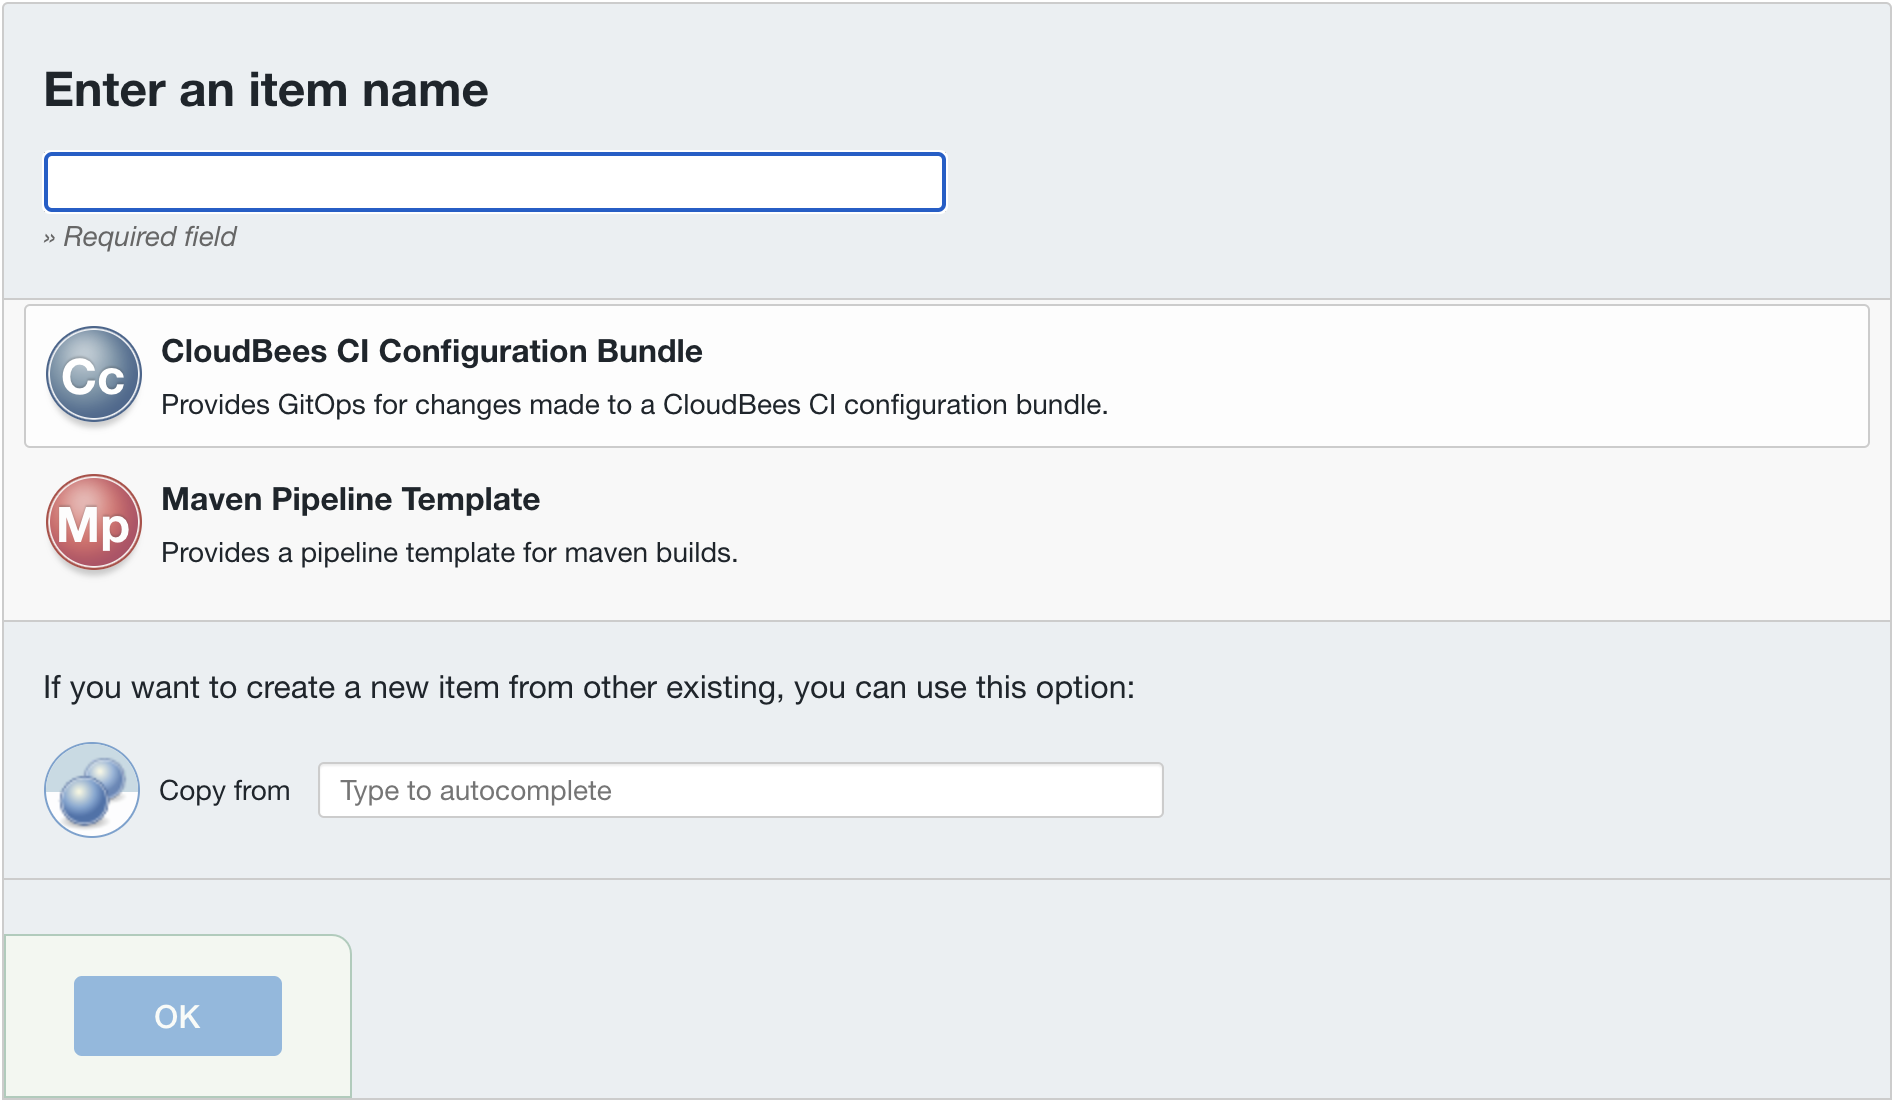 Enter an item name
» Required field
Cc
CloudBees CI Configuration Bundle
Provides GitOps for changes made to a CloudBees CI configuration bundle.
Mp
Maven Pipeline Template
Provides a pipeline template for maven builds.
If you want to create a new item from other existing, you can use this option:
Copy from Type to autocomplete
OK